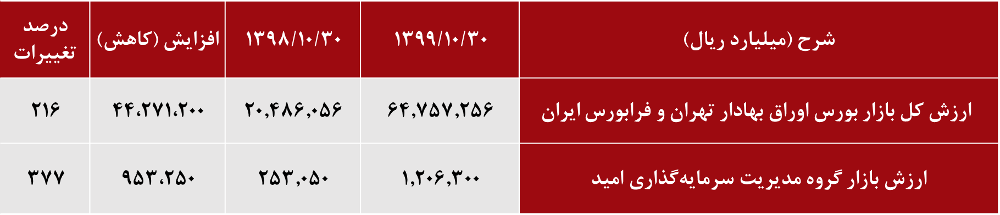 شرح (میلیارد ریال) ۱۳۹۹/۱۰/۳۰ ۱۳۹۸/۱۰/۳۰ افزایش (کاهش) درصد
تغییرات
ارزش کل بازار بورس اوراق بهادار تهران و فرابورس ایران ۶۴,۷۵۷,۲۵۶ ۲۰,۴۸۶,۰۵۶ ۴۴،۲۷۱،۲۰۰ ۲۱۶
ارزش بازار گروه مدیریت سرمایه‌گذاری امید ۱,۲۰۶,۳۰۰ ۲۵۳,۰۵۰ ۹۵۳،۲۵۰ ۳۷۷